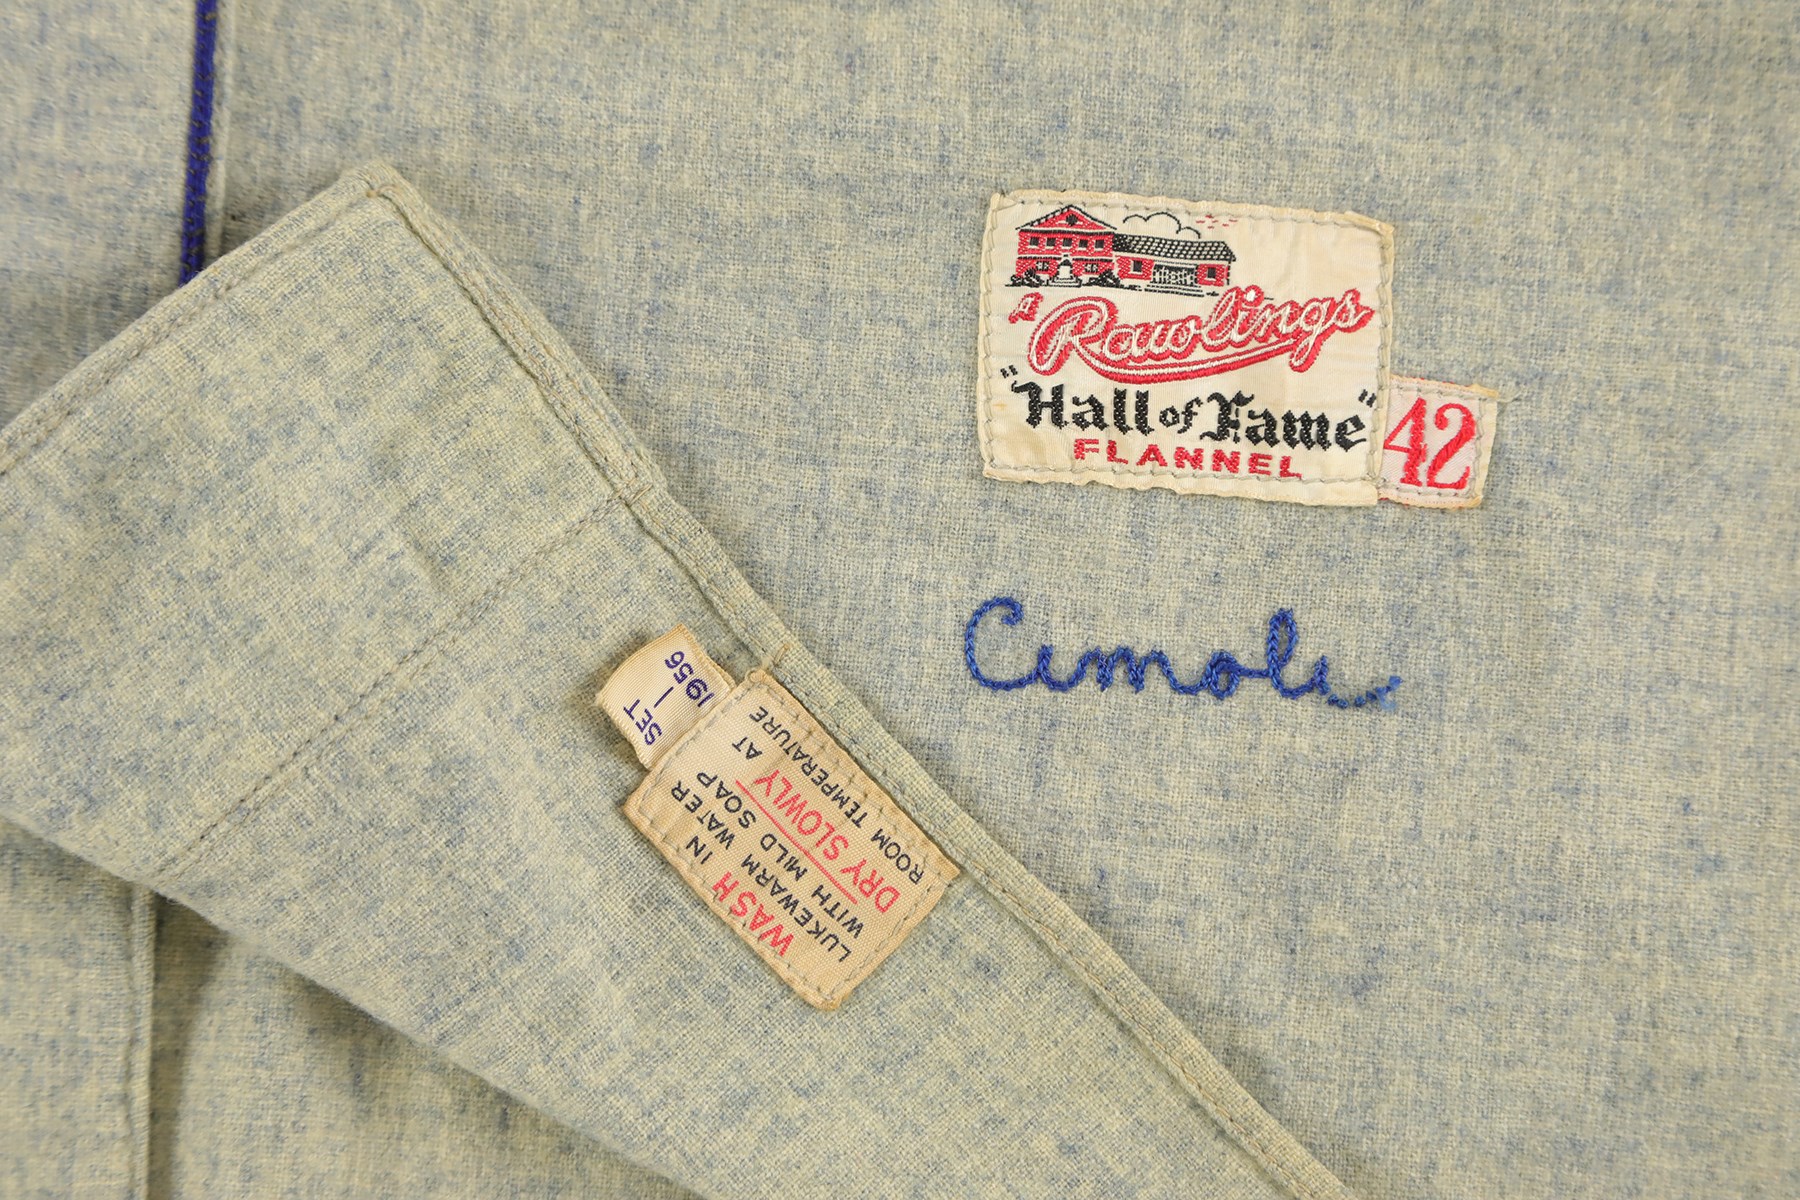 A
Rawlings
"Hall of Fame"
FLANNEL
42
Cimoli
SET 1
1956
WASH IN
LUKEWARM WATER
WITH MILD SOAP
DRY SLOWLY AT
ROOM TEMPERATURE